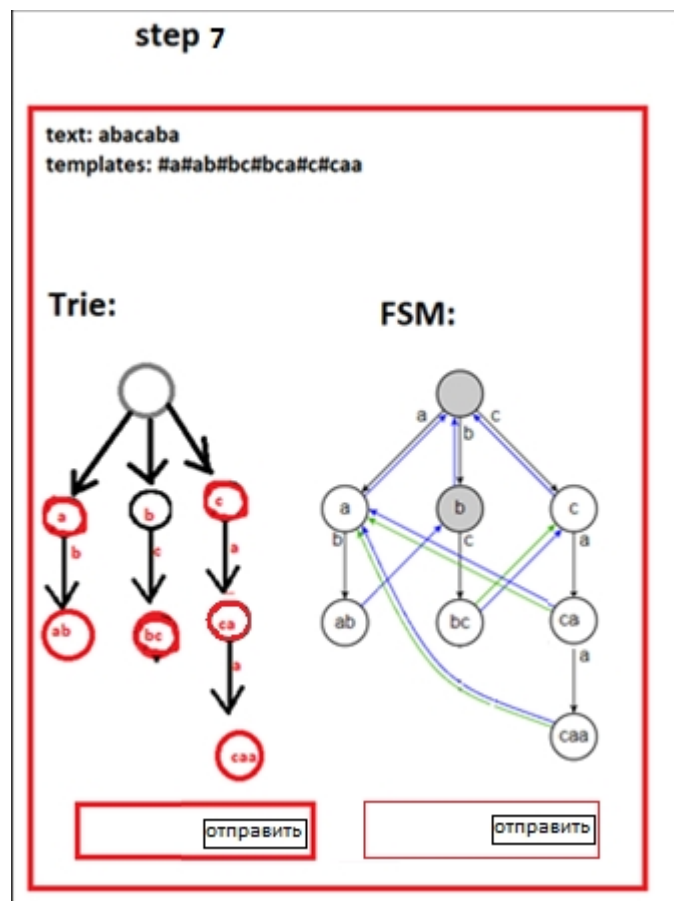 step 7
text: abacaba
templates: #a#ab#bc#bca#c#caa
Trie:
FSM:
a c
b
a b c
a b c
b c a
b c a
ab bc ca
ab bc ca
a
a
caa
caa
отправить
отправить